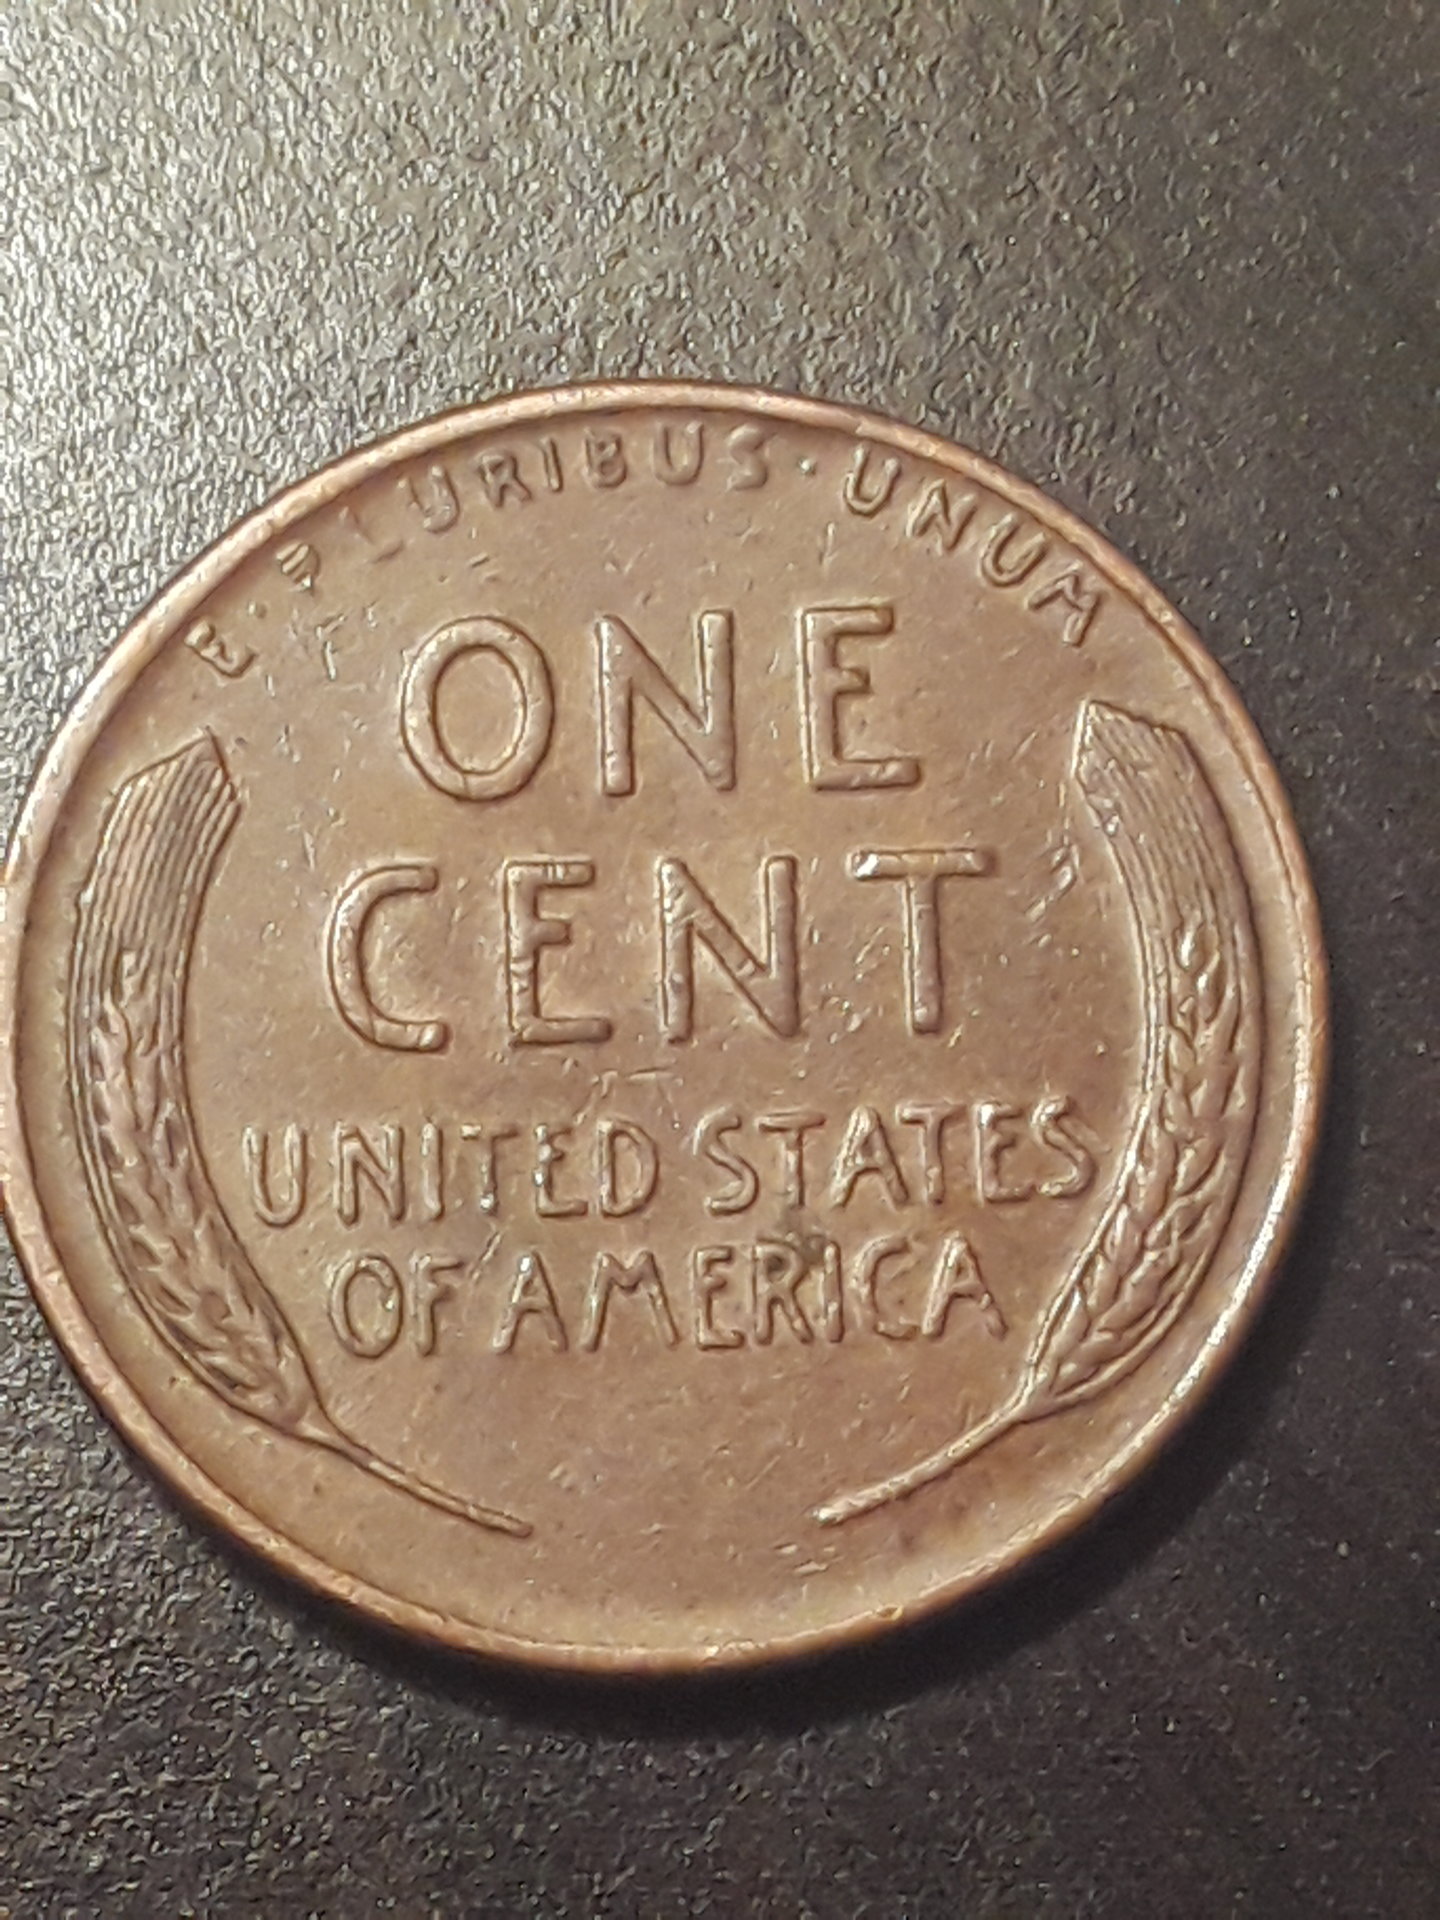 E·PLURIBUS·UNUM
ONE
CENT
UNITED STATES
OF AMERICA